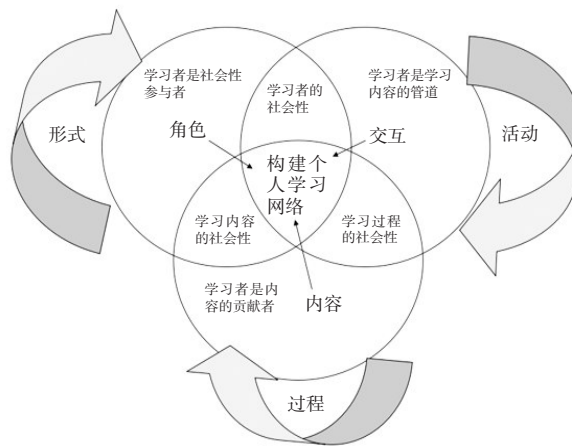 学习者是社会性
参与者
学习者的
社会性
学习者是学习
内容的管道
形式
角色
交互
活动
构建个
人学习
网络
学习内容
的社会性
学习过程
的社会性
学习者是内
容的贡献者
内容
过程